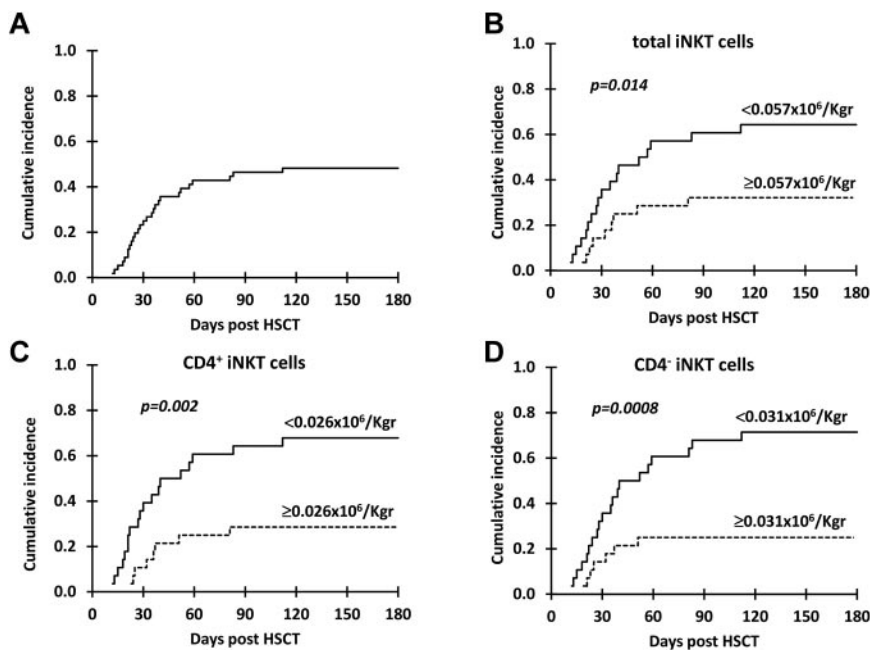 A
1.0
0.8
0.6
0.4
0.2
0.0
Cumulative incidence
0 30 60 90 120 150 180
Days post HSCT
B
total iNKT cells
p=0.014
<0.057x10⁶/Kgr
≥0.057x10⁶/Kgr
1.0
0.8
0.6
0.4
0.2
0.0
Cumulative incidence
0 30 60 90 120 150 180
Days post HSCT
C
CD4⁺ iNKT cells
p=0.002
<0.026x10⁶/Kgr
≥0.026x10⁶/Kgr
1.0
0.8
0.6
0.4
0.2
0.0
Cumulative incidence
0 30 60 90 120 150 180
Days post HSCT
D
CD4⁻ iNKT cells
p=0.0008
<0.031x10⁶/Kgr
≥0.031x10⁶/Kgr
1.0
0.8
0.6
0.4
0.2
0.0
Cumulative incidence
0 30 60 90 120 150 180
Days post HSCT